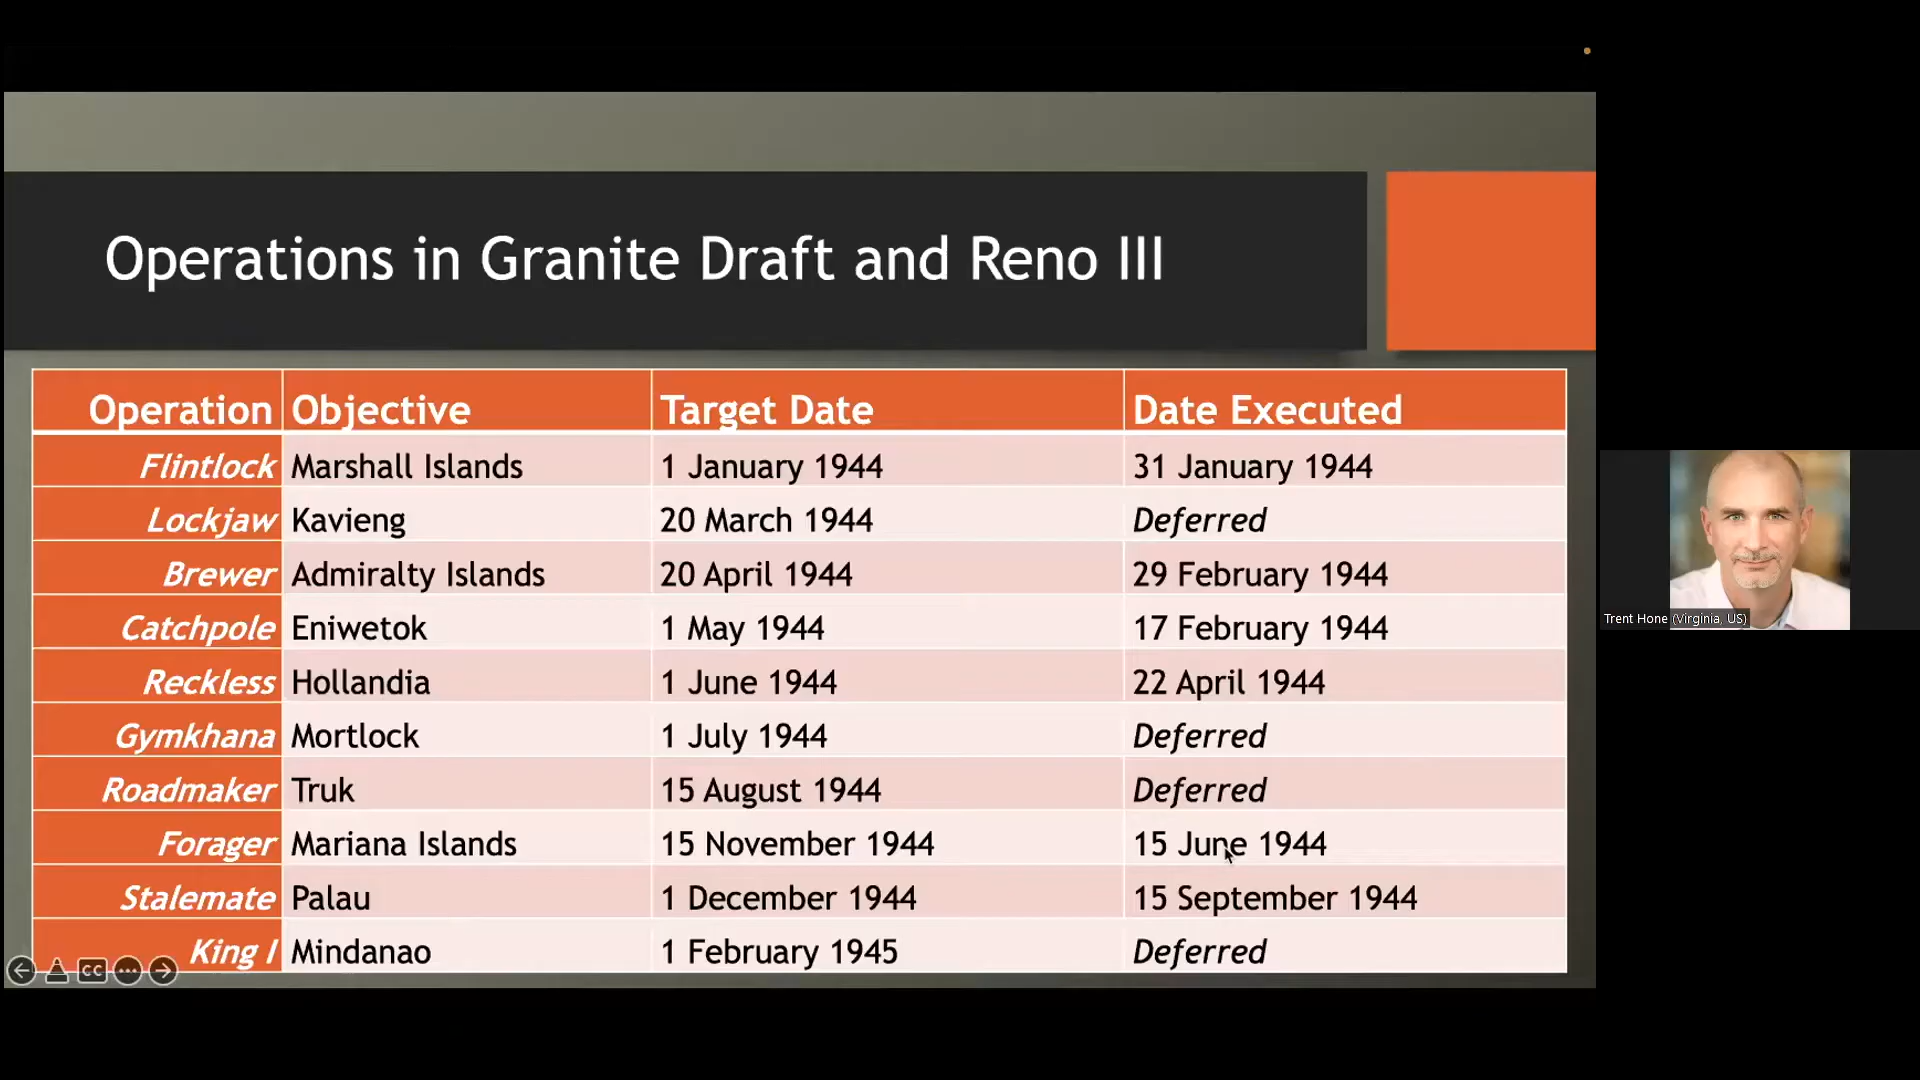 Operations in Granite Draft and Reno III
Operation Objective Target Date Date Executed
Flintlock Marshall Islands 1 January 1944 31 January 1944
Lockjaw Kavieng 20 March 1944 Deferred
Brewer Admiralty Islands 20 April 1944 29 February 1944
Catchpole Eniwetok 1 May 1944 17 February 1944
Reckless Hollandia 1 June 1944 22 April 1944
Gymkhana Mortlock 1 July 1944 Deferred
Roadmaker Truk 15 August 1944 Deferred
Forager Mariana Islands 15 November 1944 15 June 1944
Stalemate Palau 1 December 1944 15 September 1944
King I Mindanao 1 February 1945 Deferred
CC
Trent Hone (Virginia, US)